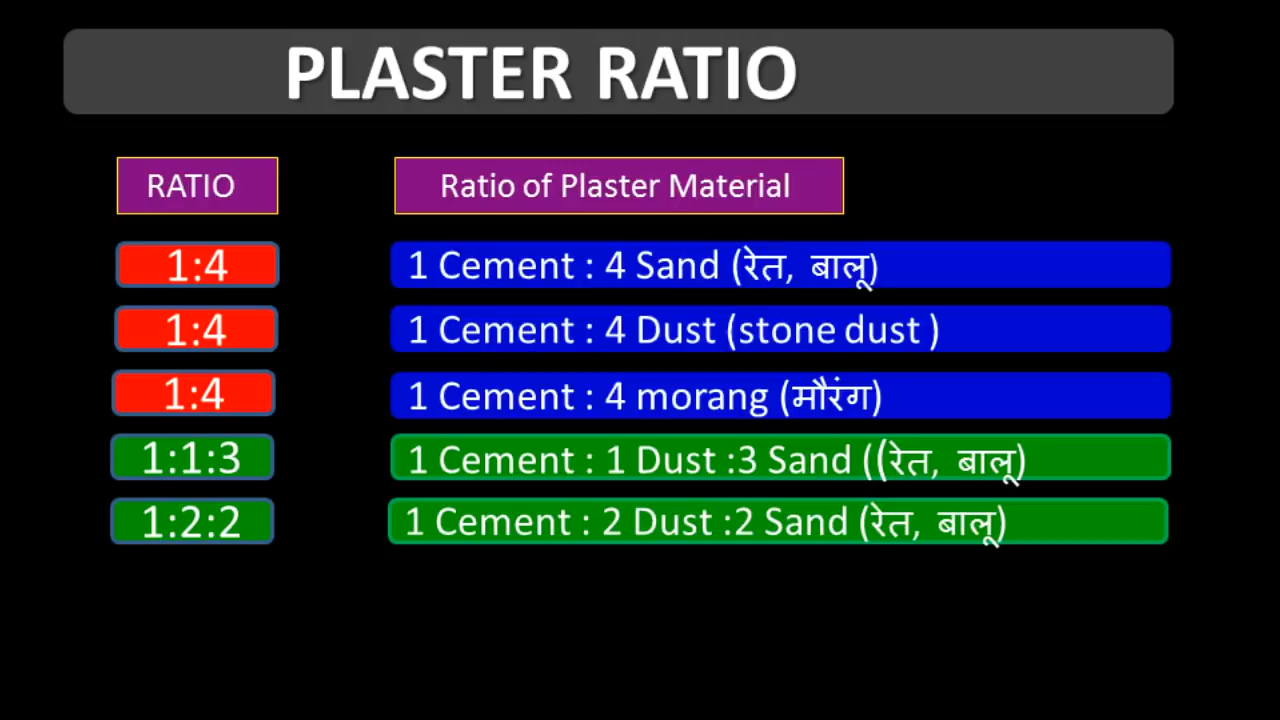 PLASTER RATIO
RATIO Ratio of Plaster Material
1:4 1 Cement : 4 Sand (रेत, बालू)
1:4 1 Cement : 4 Dust (stone dust )
1:4 1 Cement : 4 morang (मौरंग)
1:1:3 1 Cement : 1 Dust :3 Sand ((रेत, बालू)
1:2:2 1 Cement : 2 Dust :2 Sand (रेत, बालू)